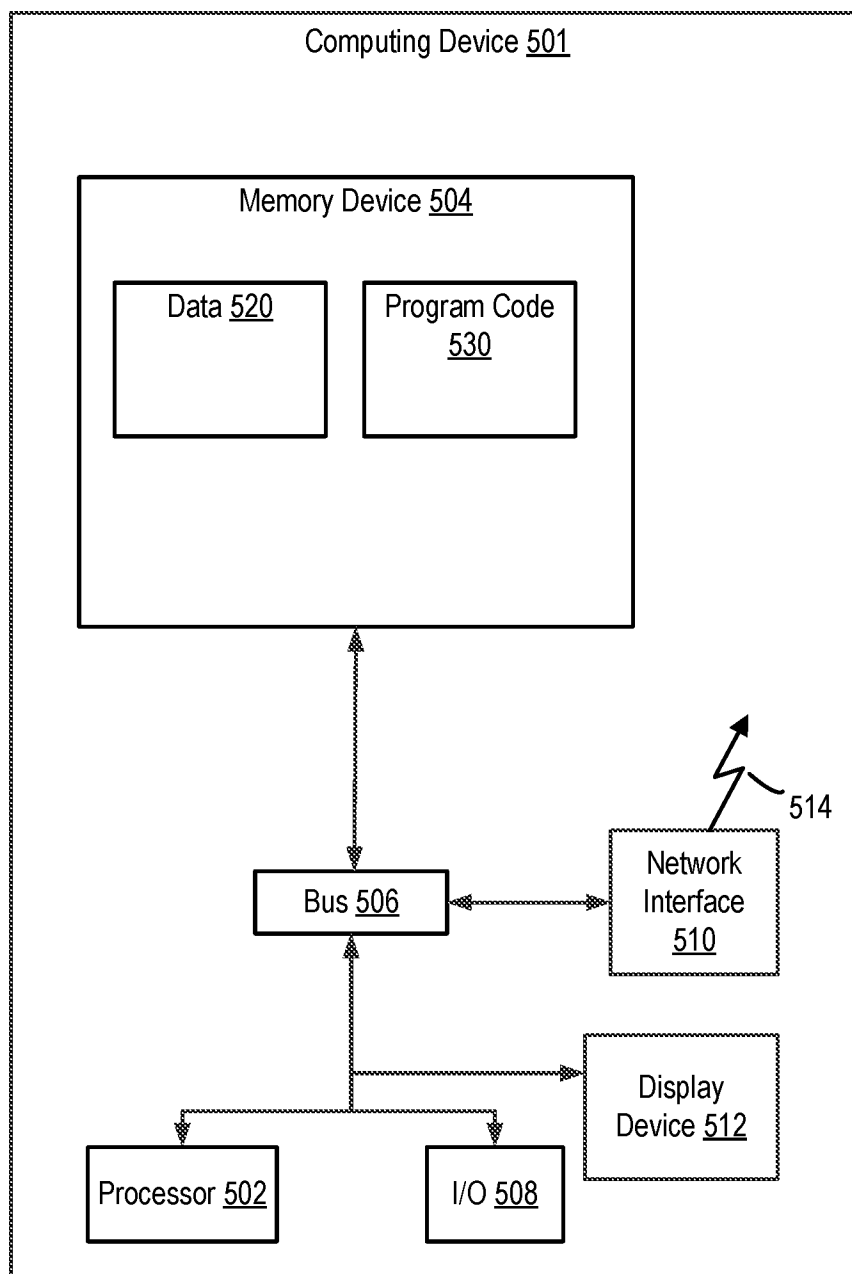 Computing Device 501
Memory Device 504
Data 520
Program Code
530
514
Network
Interface
510
Bus 506
Display
Device 512
Processor 502
I/O 508